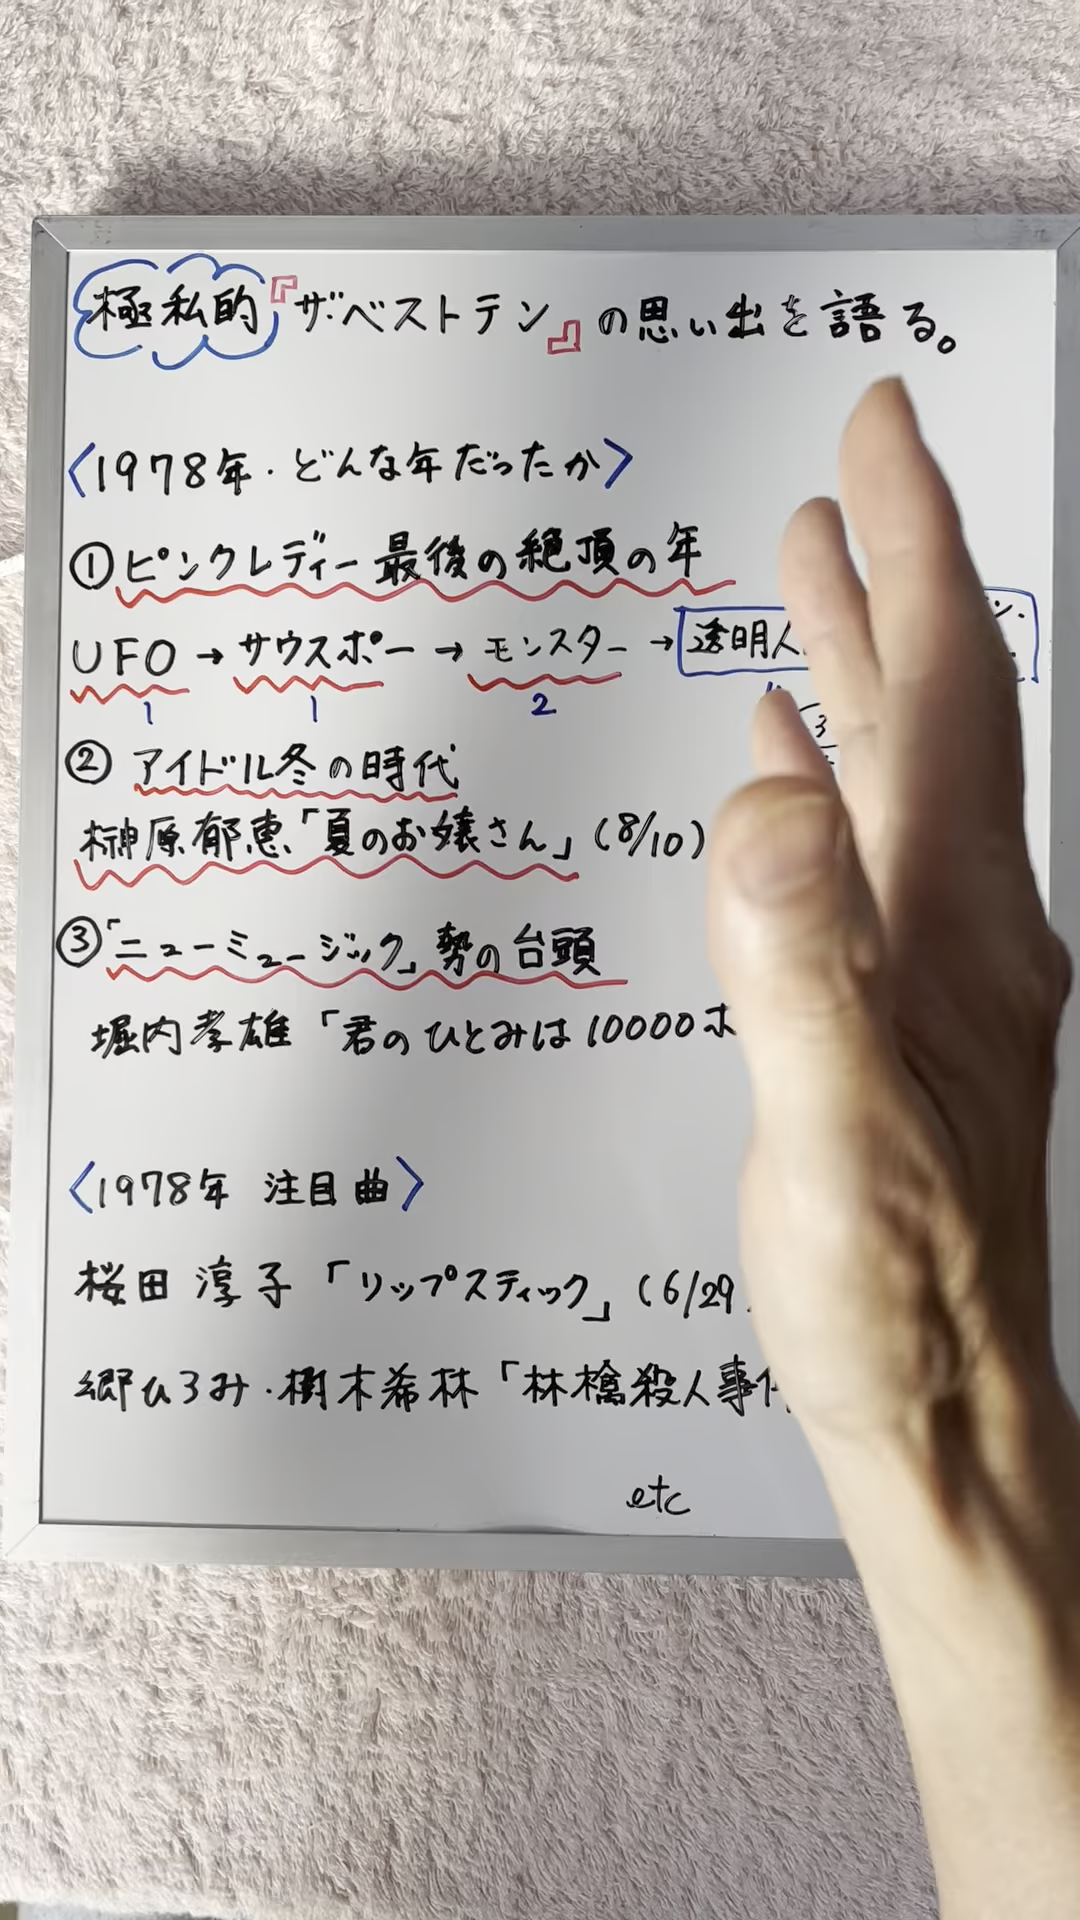 極私的『ザ・ベストテン』の思い出を語る。
〈1978年・どんな年だったか〉
①ピンクレディー最後の絶頂の年
UFO→サウスポー→モンスター→透明人
1 1 2
3
②アイドル冬の時代
榊原郁恵「夏のお嬢さん」(8/10)
③「ニューミュージック」勢の台頭
堀内孝雄「君のひとみは10000ボ
〈1978年 注目曲〉
桜田淳子「リップスティック」(6/29
郷ひろみ・樹木希林「林檎殺人事件
etc